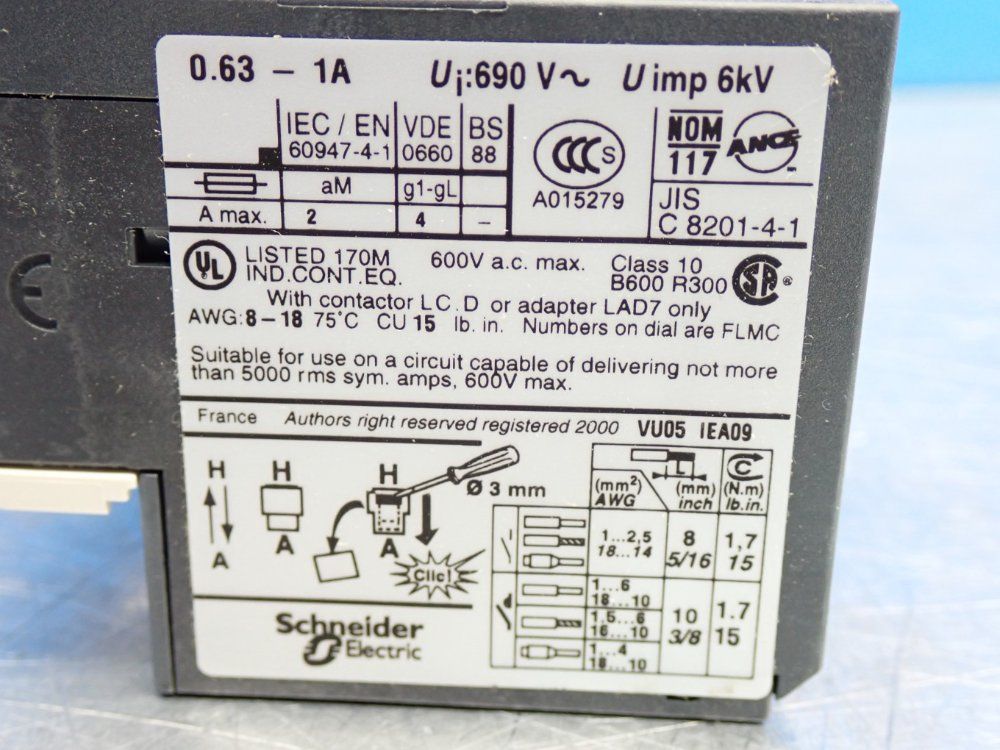 0.63 – 1A Ui:690 V~ U imp 6kV
IEC / EN 60947-4-1 VDE 0660 BS 88
aM g1-gL
A max. 2 4 –
CCC S
A015279
NOM 117 ANCE
JIS
C 8201-4-1
CE
UL LISTED 170M 600V a.c. max. Class 10
IND.CONT.EQ. B600 R300 SA
With contactor LC.D or adapter LAD7 only
AWG:8–18 75°C CU 15 lb.in. Numbers on dial are FLMC
Suitable for use on a circuit capable of delivering not more
than 5000 rms sym. amps, 600V max.
France Authors right reserved registered 2000 VU05 IEA09
H H H Ø 3 mm
A A A
Clic!
(mm²) AWG L (mm) inch C (N.m) lb.in.
1...2,5 8 1,7
18...14 5/16 15
1...6
18...10
1,5...6 10 1.7
16...10 3/8 15
1...4
18...10
Schneider
Electric